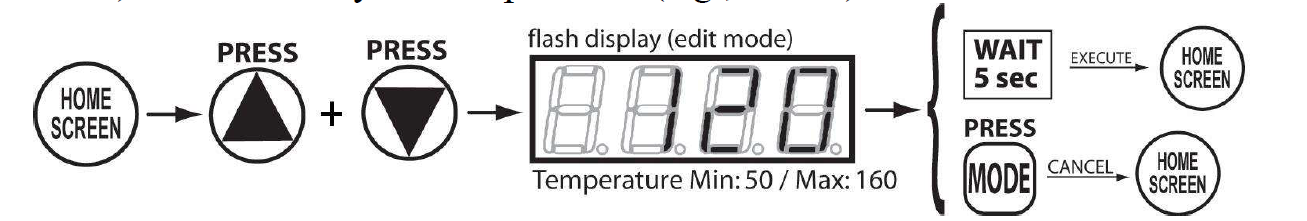 HOME
SCREEN
PRESS
+
PRESS
flash display (edit mode)
120
Temperature Min: 50 / Max: 160
WAIT
5 sec
EXECUTE
HOME
SCREEN
PRESS
MODE
CANCEL
HOME
SCREEN